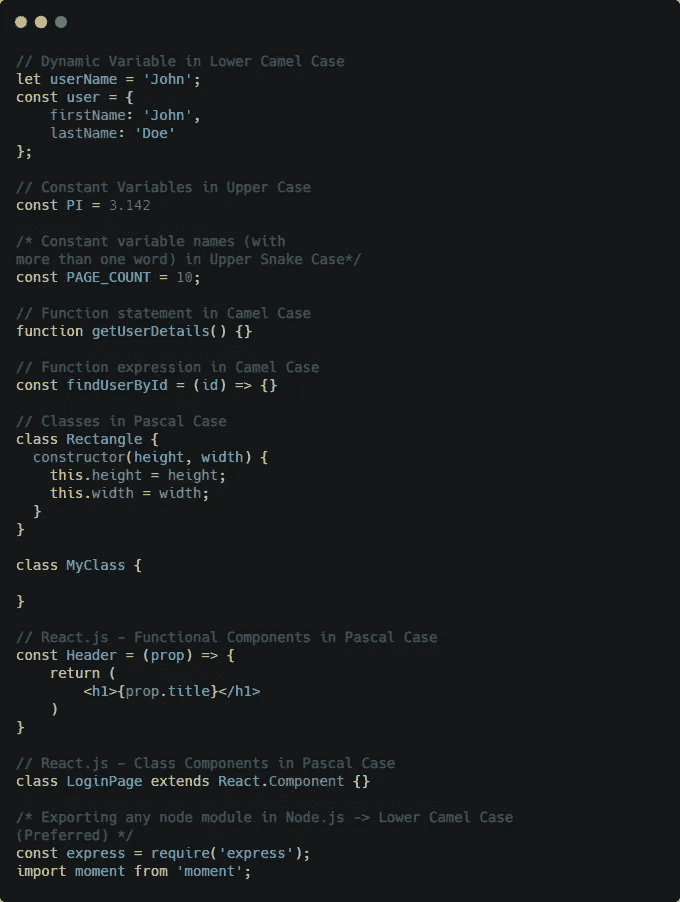 // Dynamic Variable in Lower Camel Case
let userName = 'John';
const user = {
    firstName: 'John',
    lastName: 'Doe'
};
// Constant Variables in Upper Case
const PI = 3.142
/* Constant variable names (with
more than one word) in Upper Snake Case*/
const PAGE_COUNT = 10;
// Function statement in Camel Case
function getUserDetails() {}
// Function expression in Camel Case
const findUserById = (id) => {}
// Classes in Pascal Case
class Rectangle {
  constructor(height, width) {
    this.height = height;
    this.width = width;
  }
}
class MyClass {
}
// React.js - Functional Components in Pascal Case
const Header = (prop) => {
    return (
        <h1>{prop.title}</h1>
    )
}
// React.js - Class Components in Pascal Case
class LoginPage extends React.Component {}
/* Exporting any node module in Node.js -> Lower Camel Case
(Preferred) */
const express = require('express');
import moment from 'moment';